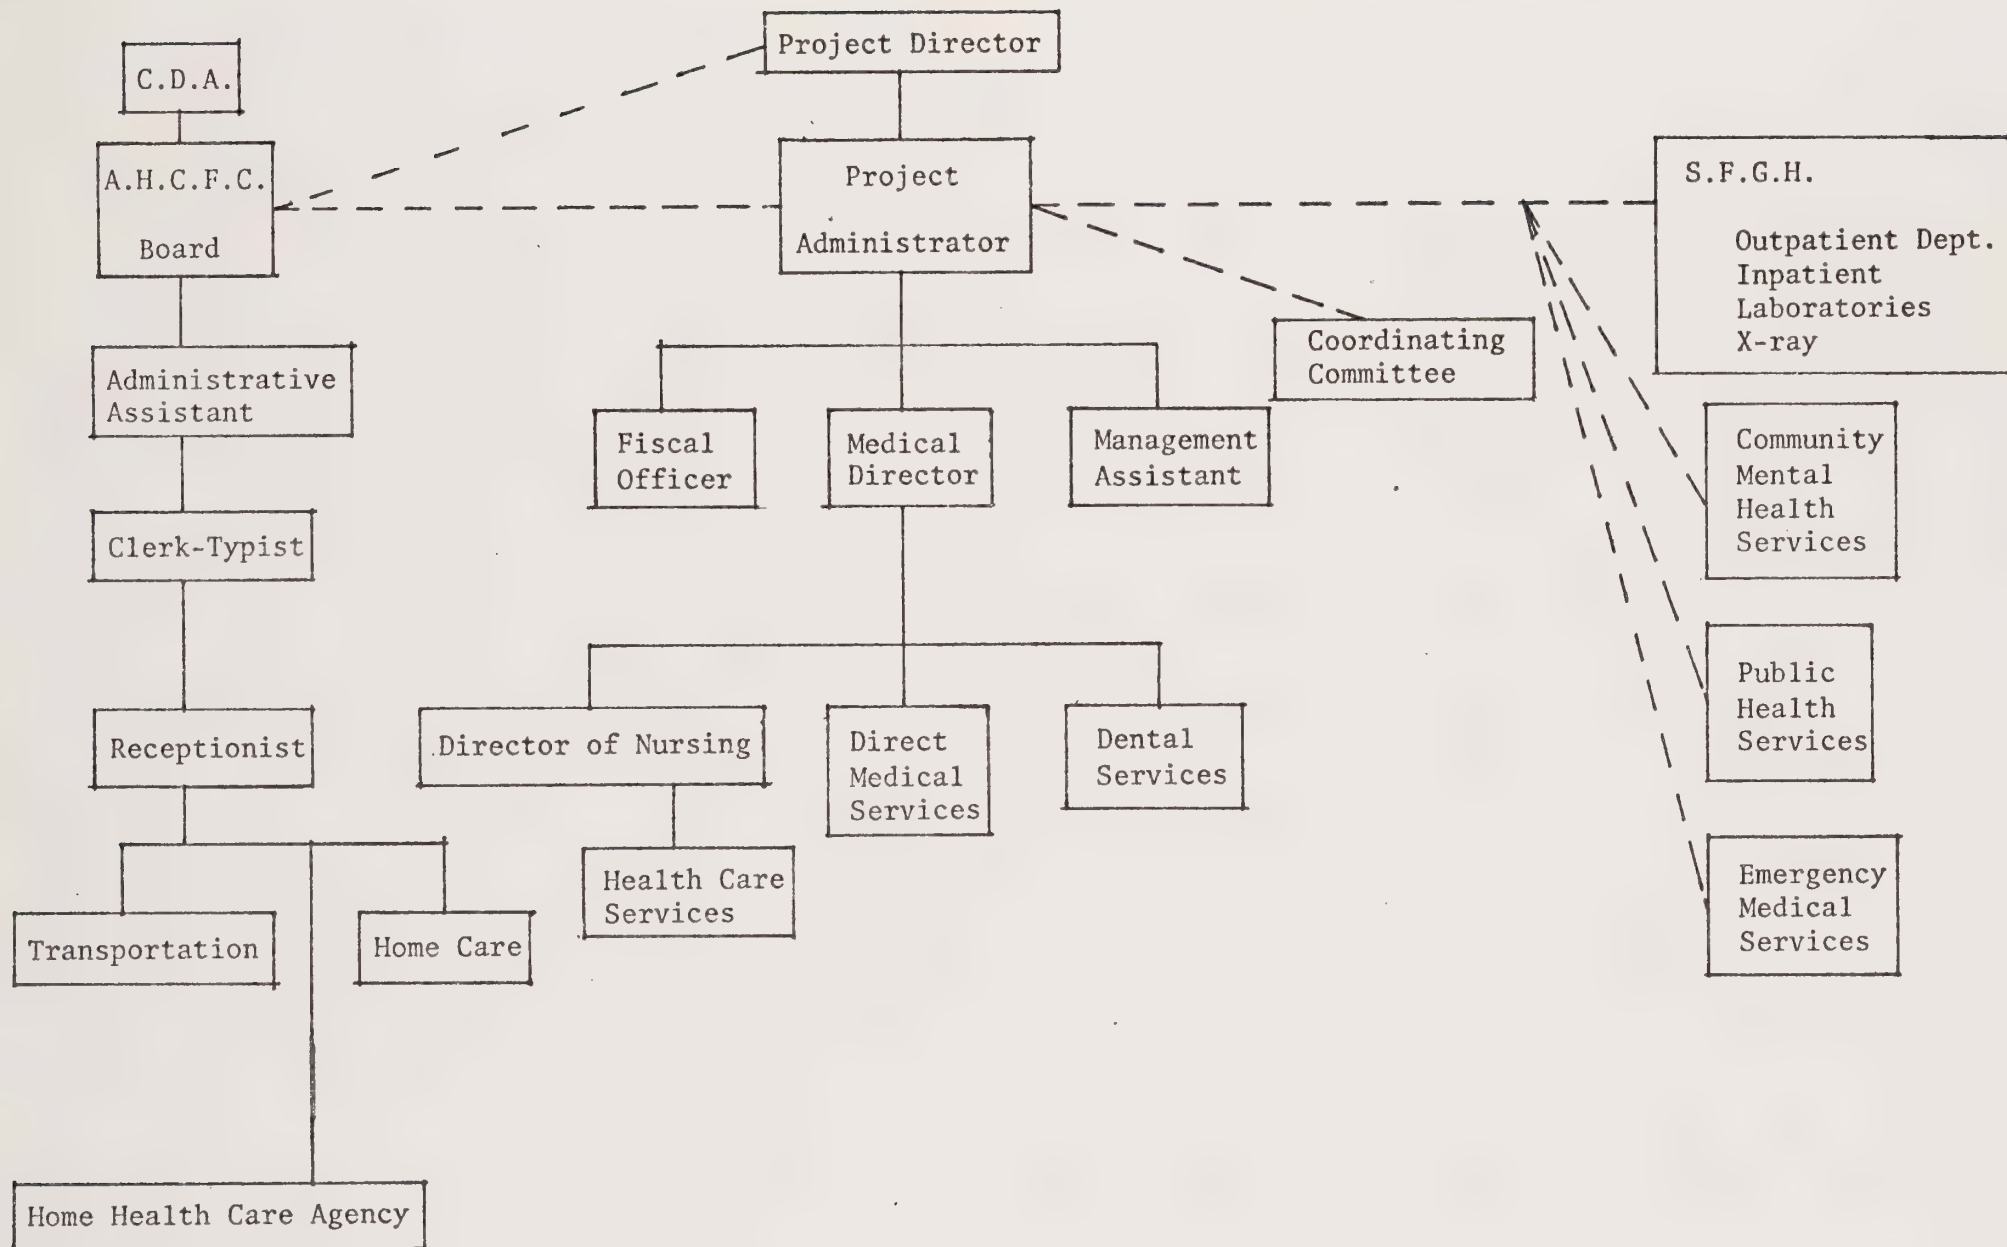 Project Director
C.D.A.
A.H.C.F.C.
Board
Project
Administrator
S.F.G.H.
Outpatient Dept.
Inpatient
Laboratories
X-ray
Coordinating
Committee
Administrative
Assistant
Fiscal
Officer
Medical
Director
Management
Assistant
Community
Mental
Health
Services
Clerk-Typist
Public
Health
Services
Receptionist
Director of Nursing
Direct
Medical
Services
Dental
Services
Health Care
Services
Emergency
Medical
Services
Transportation
Home Care
Home Health Care Agency